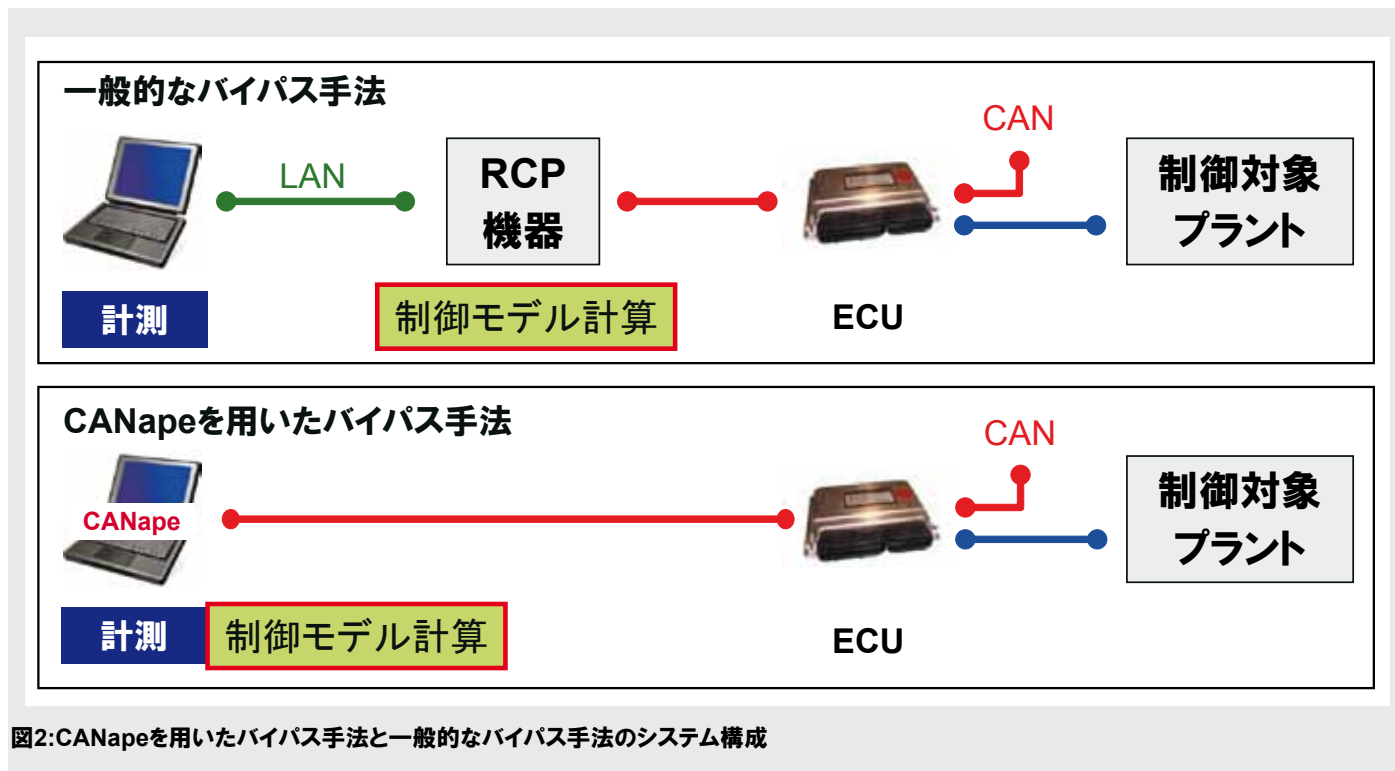 一般的なバイパス手法
CAN
LAN
RCP
機器
制御対象
プラント
計測
制御モデル計算
ECU
CANapeを用いたバイパス手法
CAN
CANape
制御対象
プラント
計測
制御モデル計算
ECU
図2:CANapeを用いたバイパス手法と一般的なバイパス手法のシステム構成